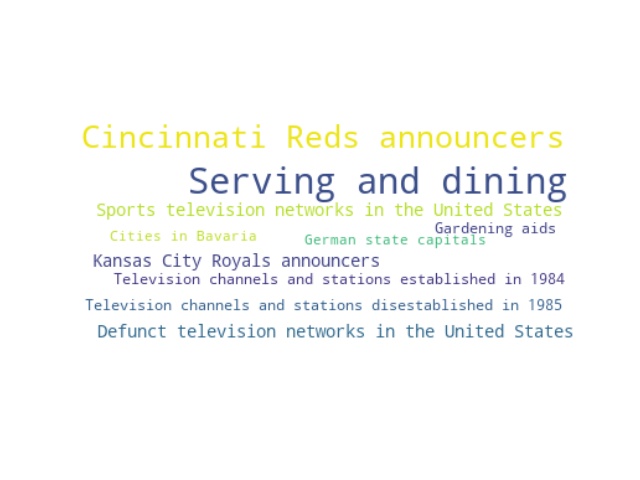 Cincinnati Reds announcers
Serving and dining
Sports television networks in the United States
Gardening aids
Cities in Bavaria
German state capitals
Kansas City Royals announcers
Television channels and stations established in 1984
Television channels and stations disestablished in 1985
Defunct television networks in the United States